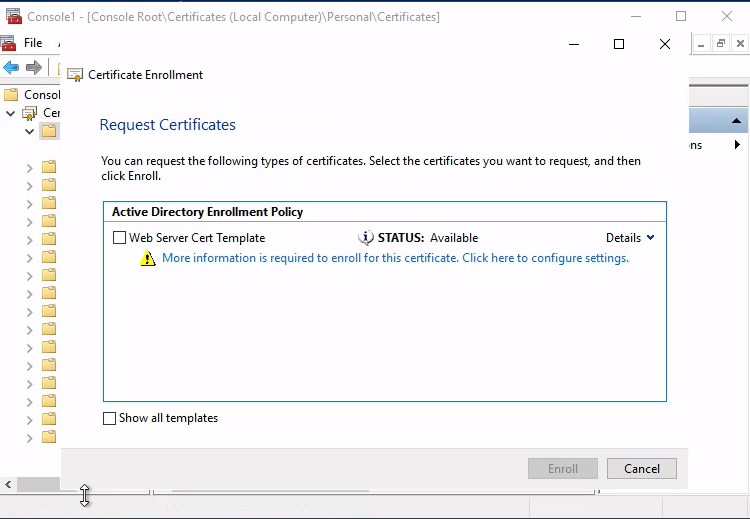 Console1 - [Console Root\Certificates (Local Computer)\Personal\Certificates]
File
Certificate Enrollment
Consol
Cer
Request Certificates
ns
You can request the following types of certificates. Select the certificates you want to request, and then
click Enroll.
Active Directory Enrollment Policy
Web Server Cert Template
STATUS: Available
Details
More information is required to enroll for this certificate. Click here to configure settings.
Show all templates
Enroll
Cancel